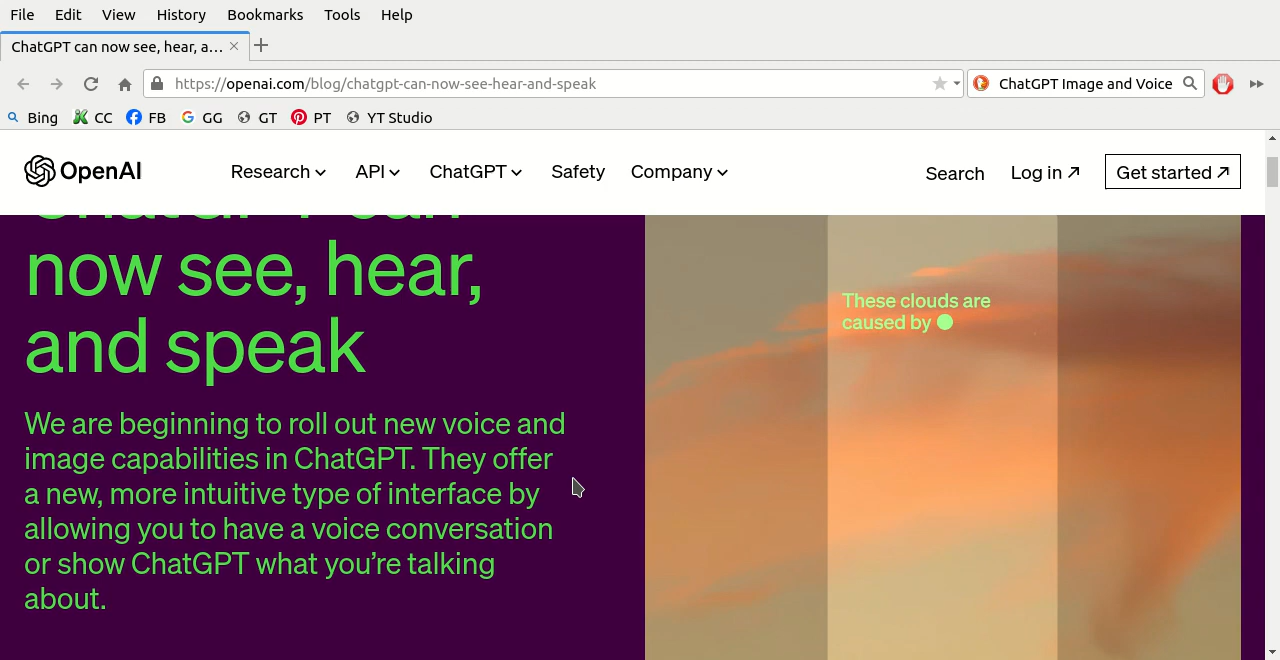 File Edit View History Bookmarks Tools Help
ChatGPT can now see, hear, a...
https://openai.com/blog/chatgpt-can-now-see-hear-and-speak
ChatGPT Image and Voice
Bing CC FB GG GT PT YT Studio
OpenAI
Research API ChatGPT Safety Company
Search Log in Get started
ChatGPT can
now see, hear,
and speak
We are beginning to roll out new voice and
image capabilities in ChatGPT. They offer
a new, more intuitive type of interface by
allowing you to have a voice conversation
or show ChatGPT what you’re talking
about.
These clouds are
caused by